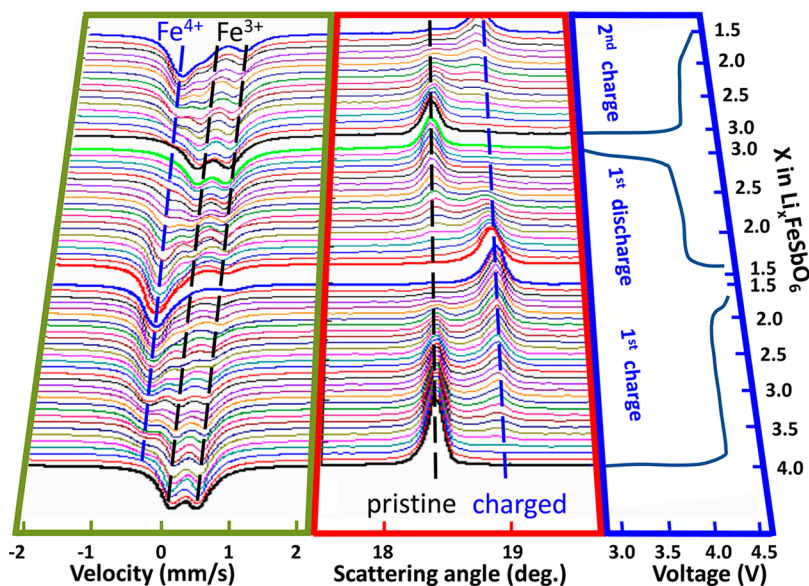 Fe4+ Fe3+
pristine charged
-2 -1 0 1 2
Velocity (mm/s)
18 19
Scattering angle (deg.)
2nd charge
1st discharge
1st charge
1.5
2.0
2.5
3.0
3.0
2.5
2.0
1.5
1.5
2.0
2.5
3.0
3.5
4.0
X in LixFeSbO6
3.0 3.5 4.0 4.5
Voltage (V)